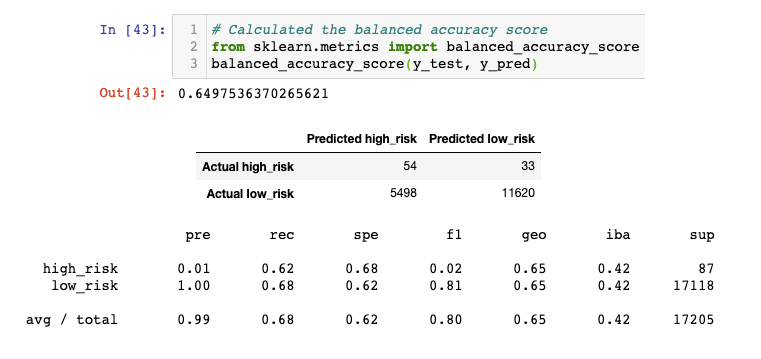 In [43]: 1 # Calculated the balanced accuracy score
2 from sklearn.metrics import balanced_accuracy_score
3 balanced_accuracy_score(y_test, y_pred)
Out[43]: 0.6497536370265621
Predicted high_risk Predicted low_risk
Actual high_risk 54 33
Actual low_risk 5498 11620
pre rec spe f1 geo iba sup
high_risk 0.01 0.62 0.68 0.02 0.65 0.42 87
low_risk 1.00 0.68 0.62 0.81 0.65 0.42 17118
avg / total 0.99 0.68 0.62 0.80 0.65 0.42 17205